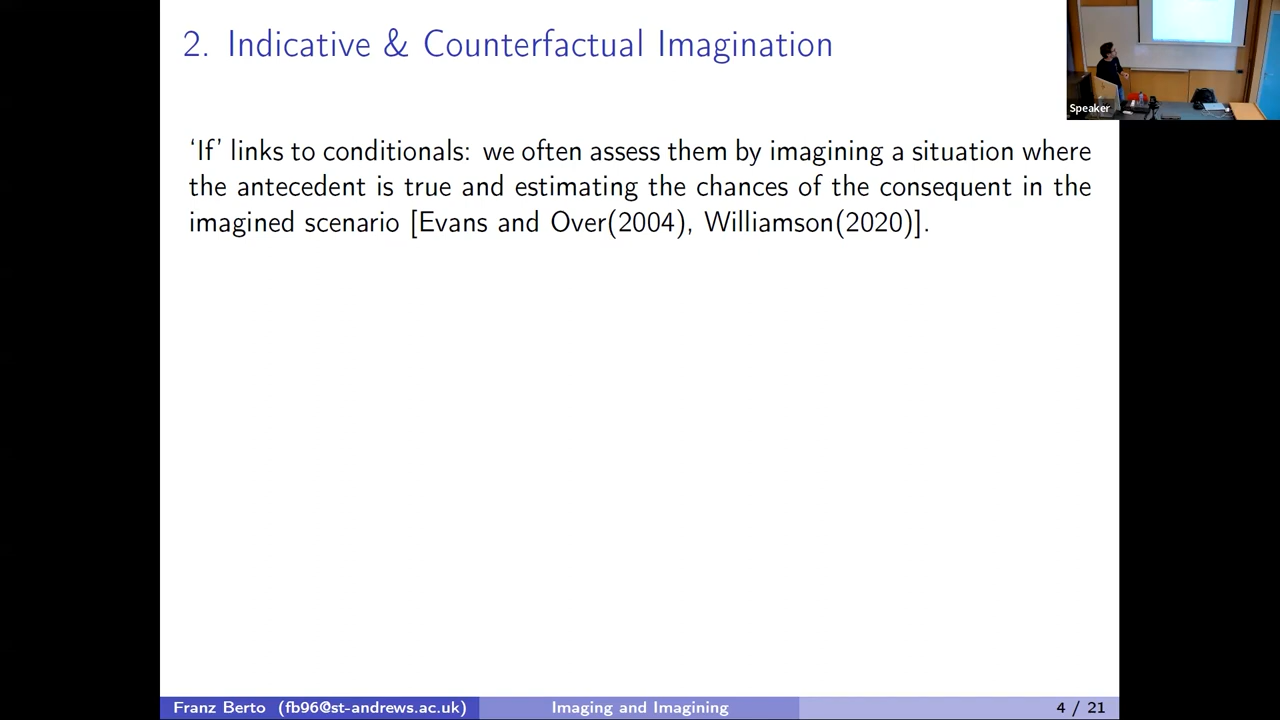 2. Indicative & Counterfactual Imagination
Speaker
‘If’ links to conditionals: we often assess them by imagining a situation where
the antecedent is true and estimating the chances of the consequent in the
imagined scenario [Evans and Over(2004), Williamson(2020)].
Franz Berto (fb96@st-andrews.ac.uk) Imaging and Imagining 4 / 21